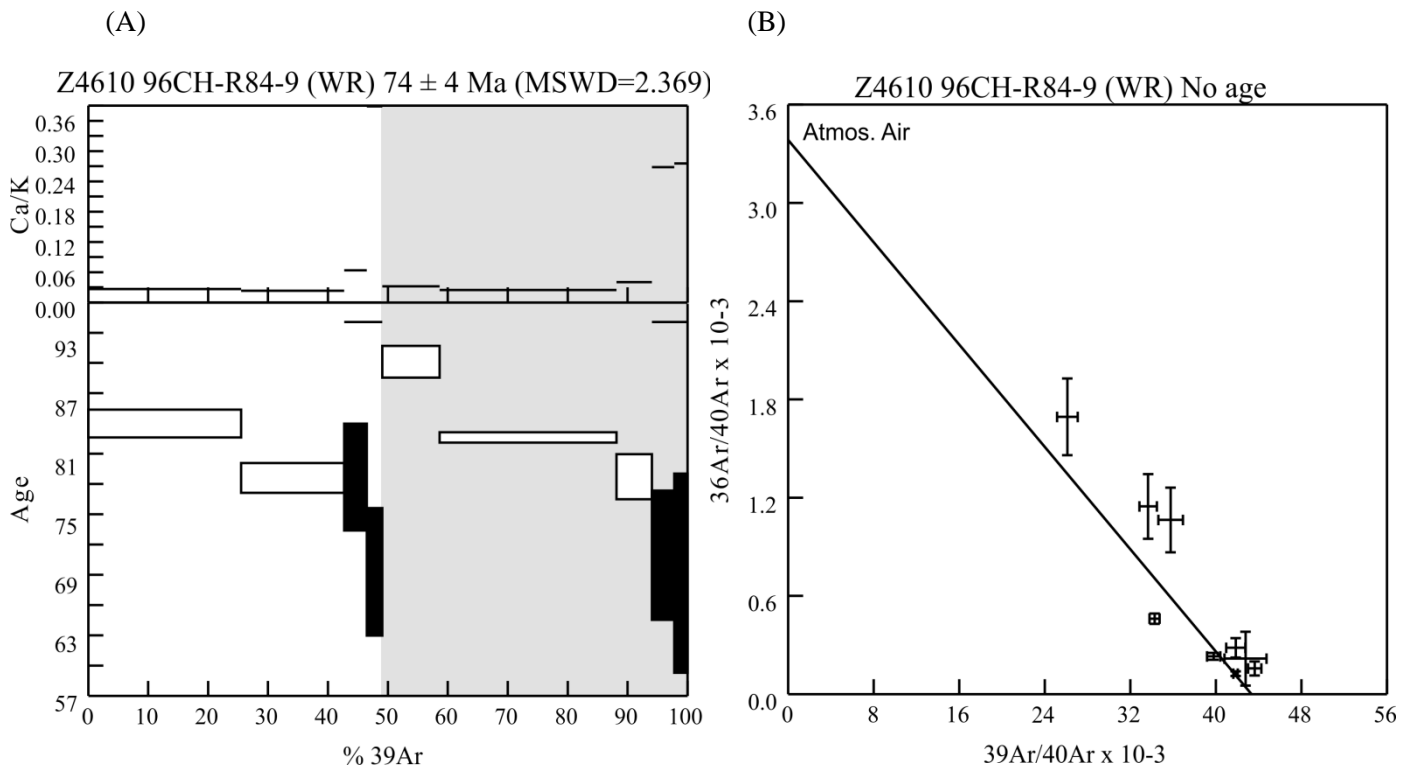 (A)
Z4610 96CH-R84-9 (WR) 74 ± 4 Ma (MSWD=2.369)
Ca/K
0.36
0.30
0.24
0.18
0.12
0.06
0.00
Age
93
87
81
75
69
63
57
0 10 20 30 40 50 60 70 80 90 100
% 39Ar
(B)
Z4610 96CH-R84-9 (WR) No age
Atmos. Air
36Ar/40Ar x 10-3
3.6
3.0
2.4
1.8
1.2
0.6
0.0
0 8 16 24 32 40 48 56
39Ar/40Ar x 10-3